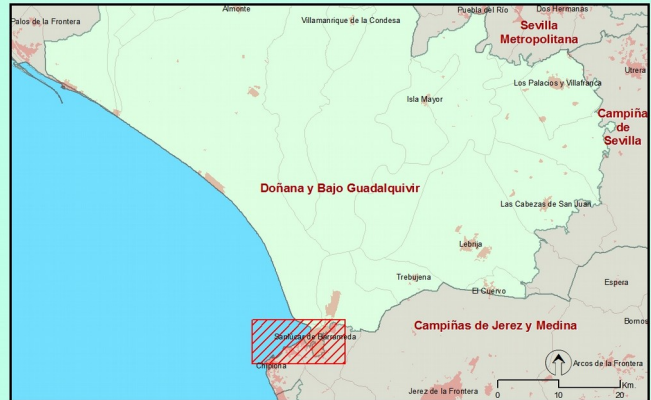 Almonte
Villamanrique de la Condesa
Puebla del Río
Dos Hermanas
Palos de la Frontera
Sevilla
Metropolitana
Utrera
Los Palacios y Villafranca
Isla Mayor
Campiña
de
Sevilla
Doñana y Bajo Guadalquivir
Las Cabezas de San Juan
Lebrija
Trebujena
El Cuervo
Espera
Bornos
Campiñas de Jerez y Medina
Sanlúcar de Barrameda
Chipiona
Arcos de la Frontera
Jerez de la Frontera
0 10 20
Km